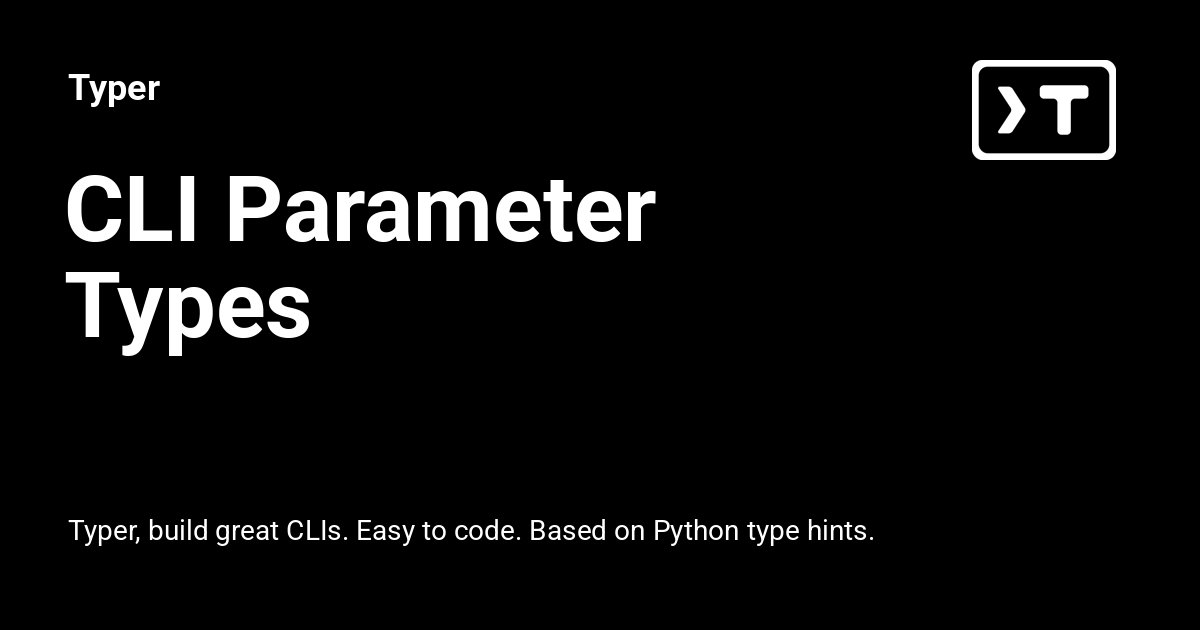 Typer
❯ T
CLI Parameter
Types
Typer, build great CLIs. Easy to code. Based on Python type hints.